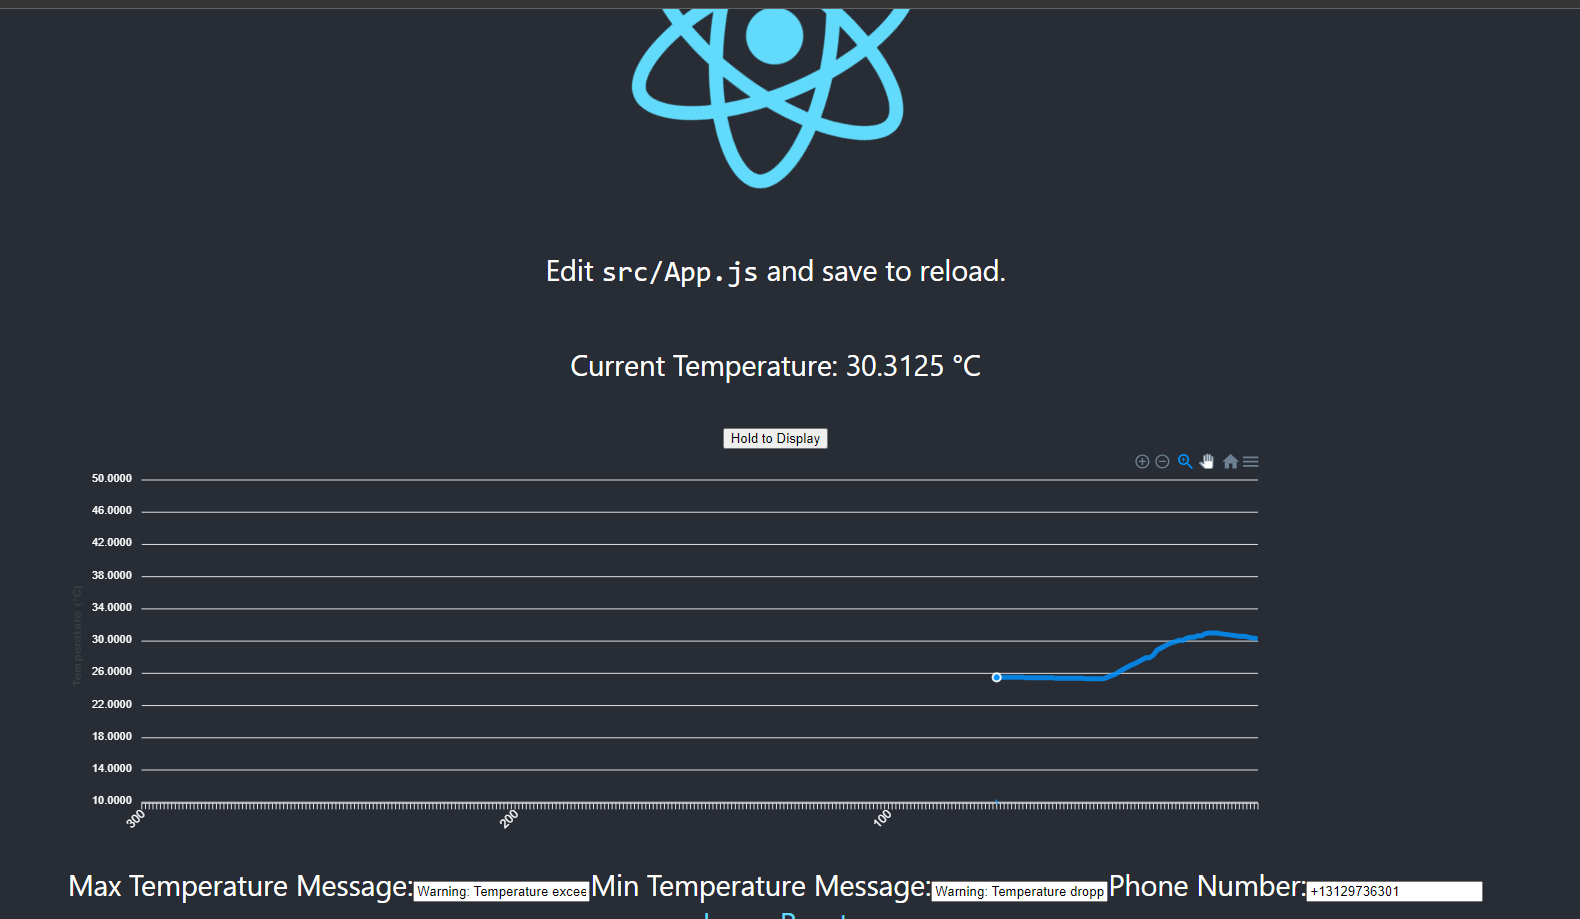 Edit src/App.js and save to reload.
Current Temperature: 30.3125 °C
Hold to Display
50.0000
46.0000
42.0000
38.0000
34.0000
30.0000
26.0000
22.0000
18.0000
14.0000
10.0000
Temperature (°C)
300 200 100
Max Temperature Message: Warning: Temperature excee Min Temperature Message: Warning: Temperature dropp Phone Number: +13129736301